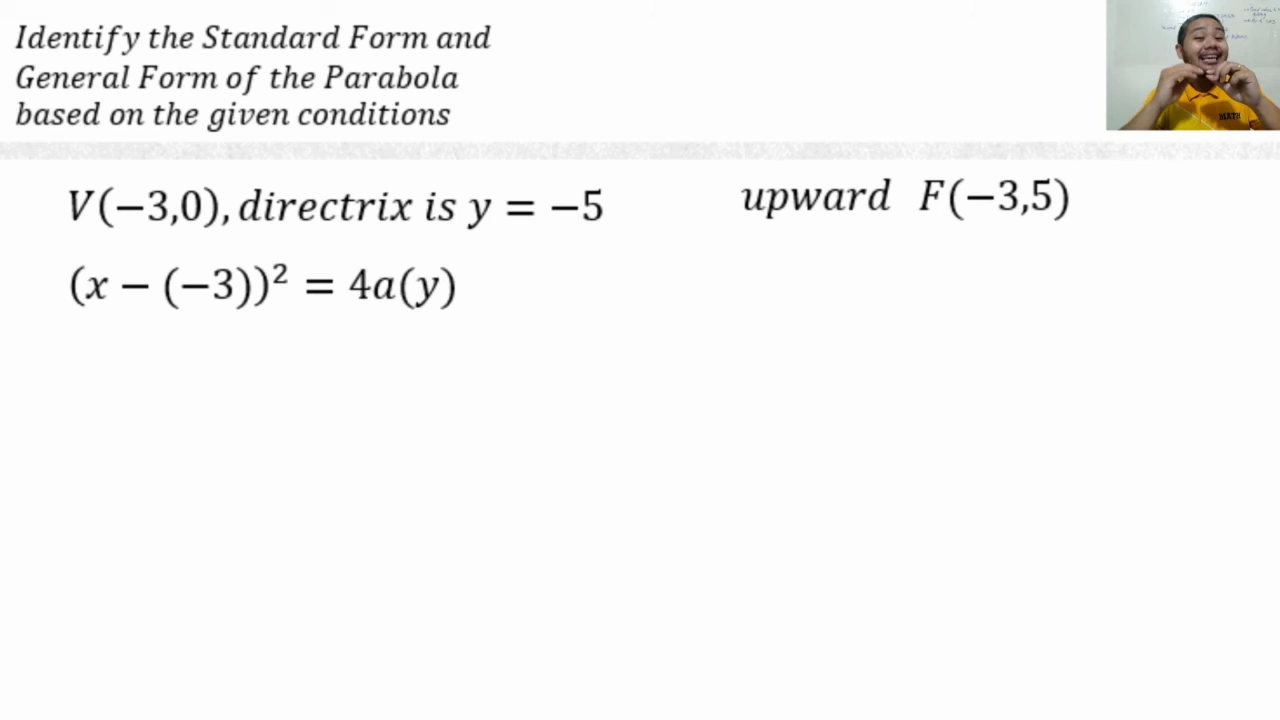 Identify the Standard Form and
General Form of the Parabola
based on the given conditions
V(−3,0), directrix is y = −5
upward F(−3,5)
(x − (−3))² = 4a(y)
MATH